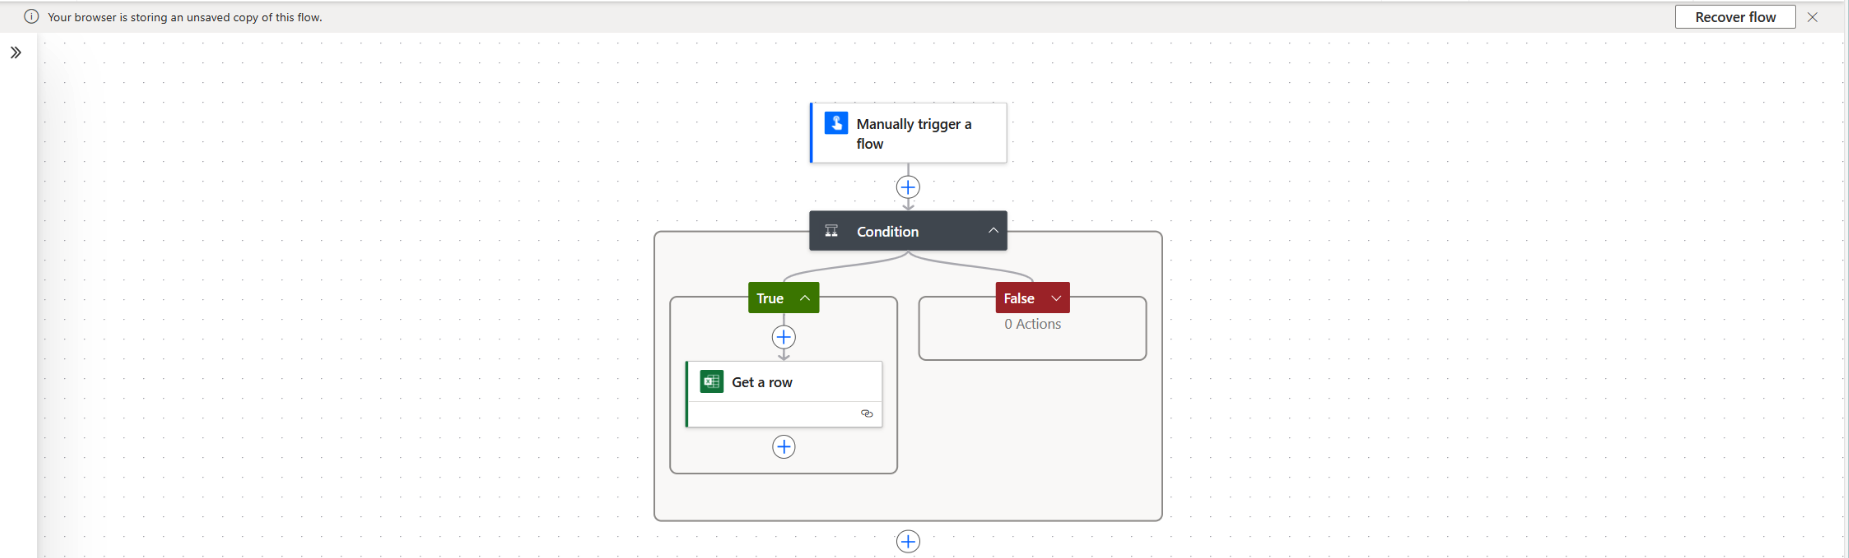 Your browser is storing an unsaved copy of this flow.
Recover flow
Manually trigger a
flow
Condition
True
False
0 Actions
Get a row